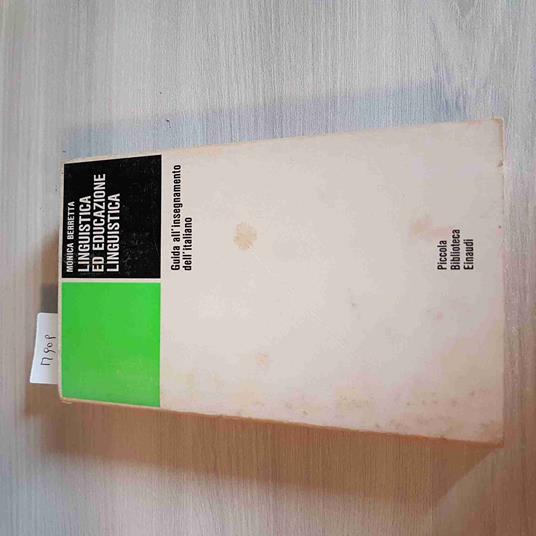 MONICA BERRETTA
LINGUISTICA
ED EDUCAZIONE
LINGUISTICA
Guida all'insegnamento
dell'italiano
Piccola
Biblioteca
Einaudi